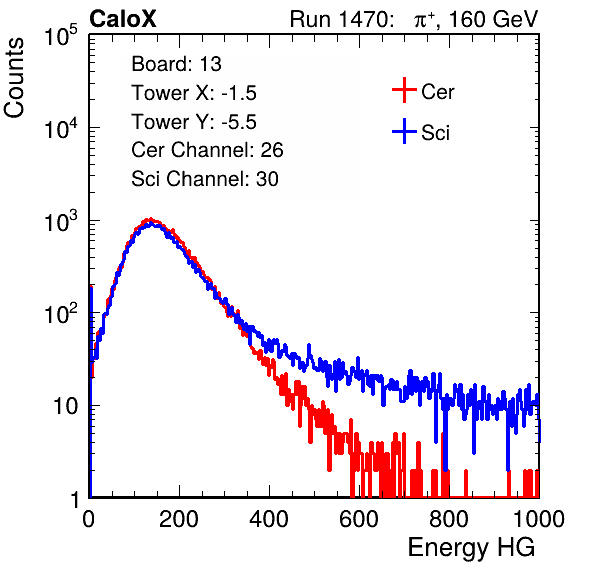 CaloX Run 1470: π⁺, 160 GeV
Counts
Board: 13
Tower X: -1.5
Tower Y: -5.5
Cer Channel: 26
Sci Channel: 30
Cer
Sci
10⁵
10⁴
10³
10²
10
1
0 200 400 600 800 1000
Energy HG